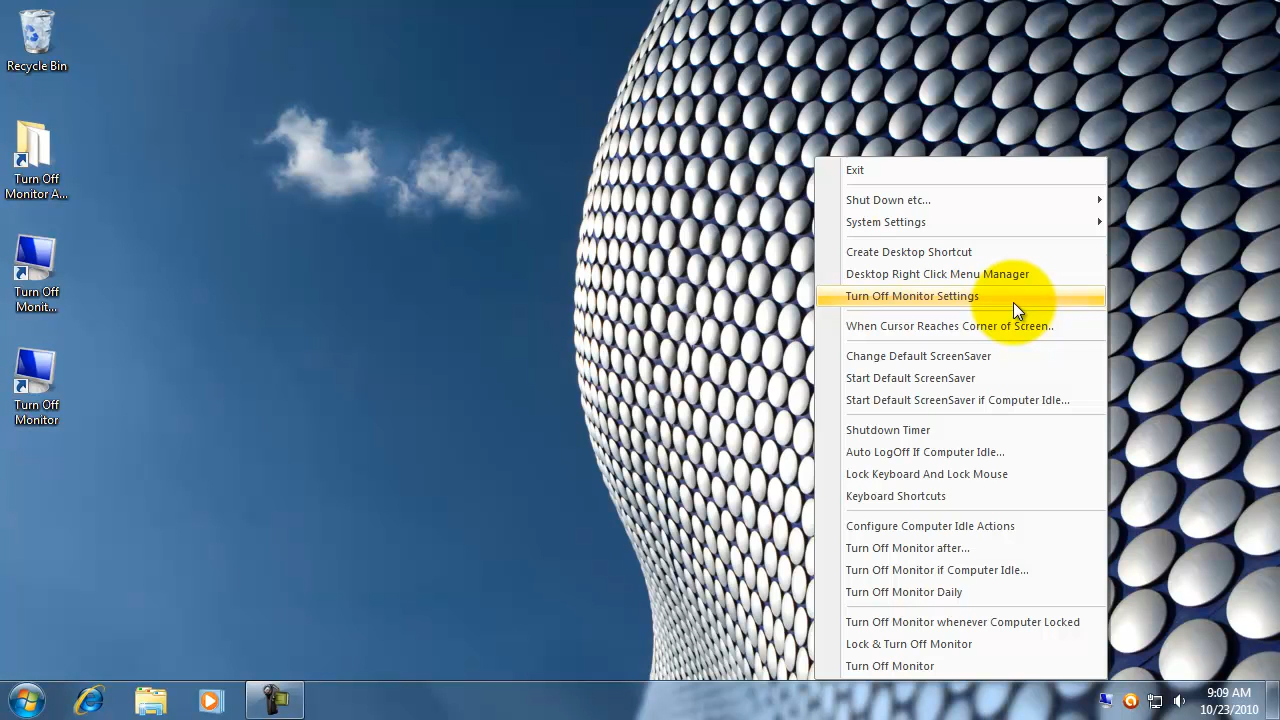 Recycle Bin
Turn Off
Monitor A...
Turn Off
Monit...
Turn Off
Monitor
Exit
Shut Down etc...
System Settings
Create Desktop Shortcut
Desktop Right Click Menu Manager
Turn Off Monitor Settings
When Cursor Reaches Corner of Screen..
Change Default ScreenSaver
Start Default ScreenSaver
Start Default ScreenSaver if Computer Idle...
Shutdown Timer
Auto LogOff If Computer Idle...
Lock Keyboard And Lock Mouse
Keyboard Shortcuts
Configure Computer Idle Actions
Turn Off Monitor after...
Turn Off Monitor if Computer Idle...
Turn Off Monitor Daily
Turn Off Monitor whenever Computer Locked
Lock & Turn Off Monitor
Turn Off Monitor
9:09 AM
10/23/2010